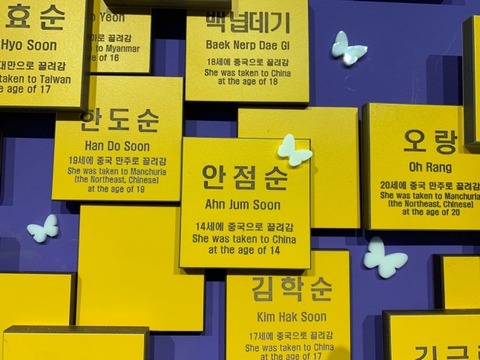 효순
Hyo Soon
대만으로 끌려감
taken to Taiwan
of 17
Yeon
로 끌려감
to Myanmar
of 16
백넙데기
Baek Nerp Dae Gi
18세에 중국으로 끌려감
She was taken to China
at the age of 18
한도순
Han Do Soon
19세에 중국 만주로 끌려감
She was taken to Manchuria
(the Northeast, Chinese)
at the age of 19
안점순
Ahn Jum Soon
14세에 중국으로 끌려감
She was taken to China
at the age of 14
오랑
Oh Rang
20세에 중국 만주로 끌려감
She was taken to Manchuria
(the Northeast, Chinese)
at the age of 20
김학순
Kim Hak Soon
17세에 중국으로 끌려감
She was taken to China
at the age of 17